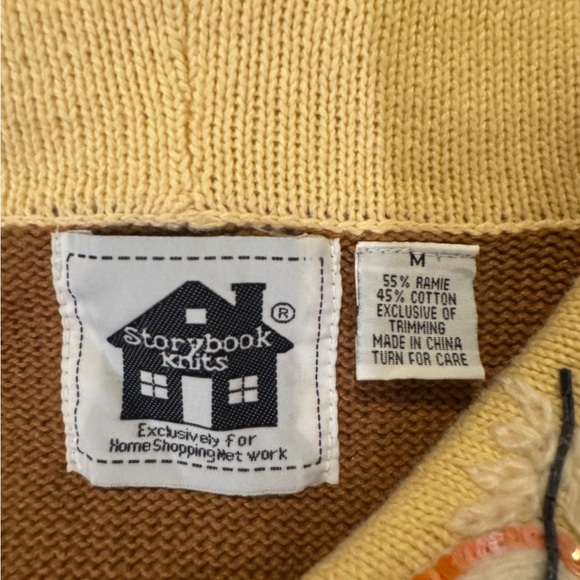 Storybook
Knits
®
Exclusively for
Home Shopping Network
M
55% RAMIE
45% COTTON
EXCLUSIVE OF
TRIMMING
MADE IN CHINA
TURN FOR CARE